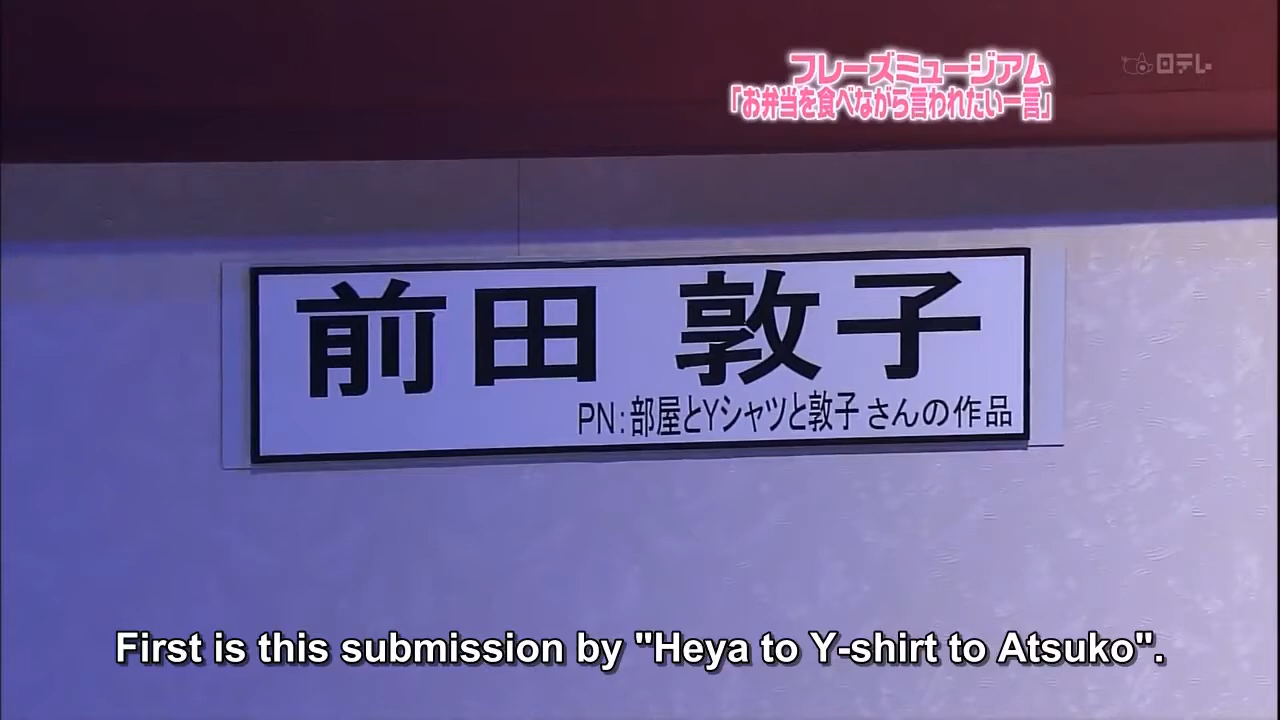 フレーズミュージアム
日テレ
「お弁当を食べながら言われたい一言」
前田 敦子
PN:部屋とYシャツと敦子さんの作品
First is this submission by "Heya to Y-shirt to Atsuko".